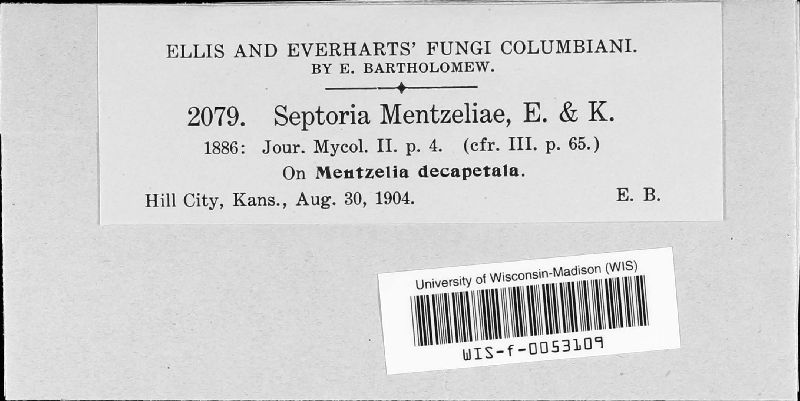 ELLIS AND EVERHARTS' FUNGI COLUMBIANI.
BY E. BARTHOLOMEW.
2079. Septoria Mentzeliae, E. & K.
1886: Jour. Mycol. II. p. 4. (cfr. III. p. 65.)
On Mentzelia decapetala.
Hill City, Kans., Aug. 30, 1904. E. B.
University of Wisconsin-Madison (WIS)
WIS-f-0053109